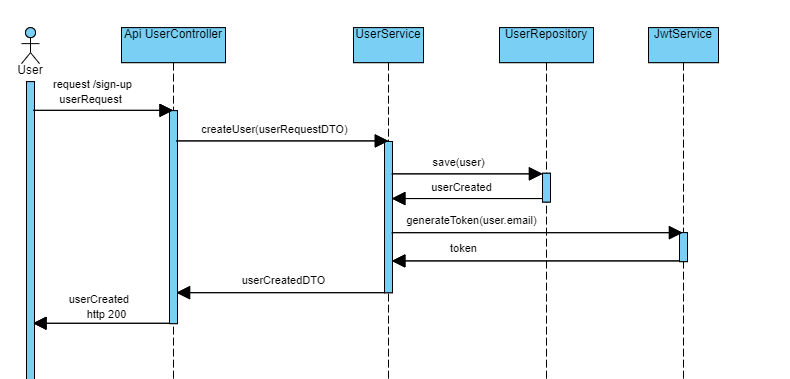 Api UserController
UserService
UserRepository
JwtService
User
request /sign-up
userRequest
createUser(userRequestDTO)
save(user)
userCreated
generateToken(user.email)
token
userCreatedDTO
userCreated
http 200